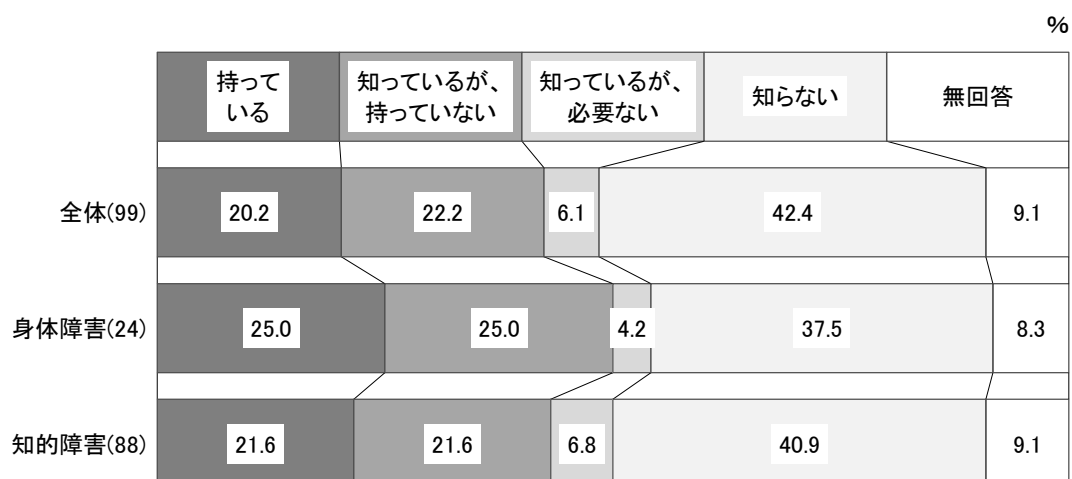 %
持って
いる
知っているが、
持っていない
知っているが、
必要ない
知らない
無回答
全体(99)
20.2
22.2
6.1
42.4
9.1
身体障害(24)
25.0
25.0
4.2
37.5
8.3
知的障害(88)
21.6
21.6
6.8
40.9
9.1